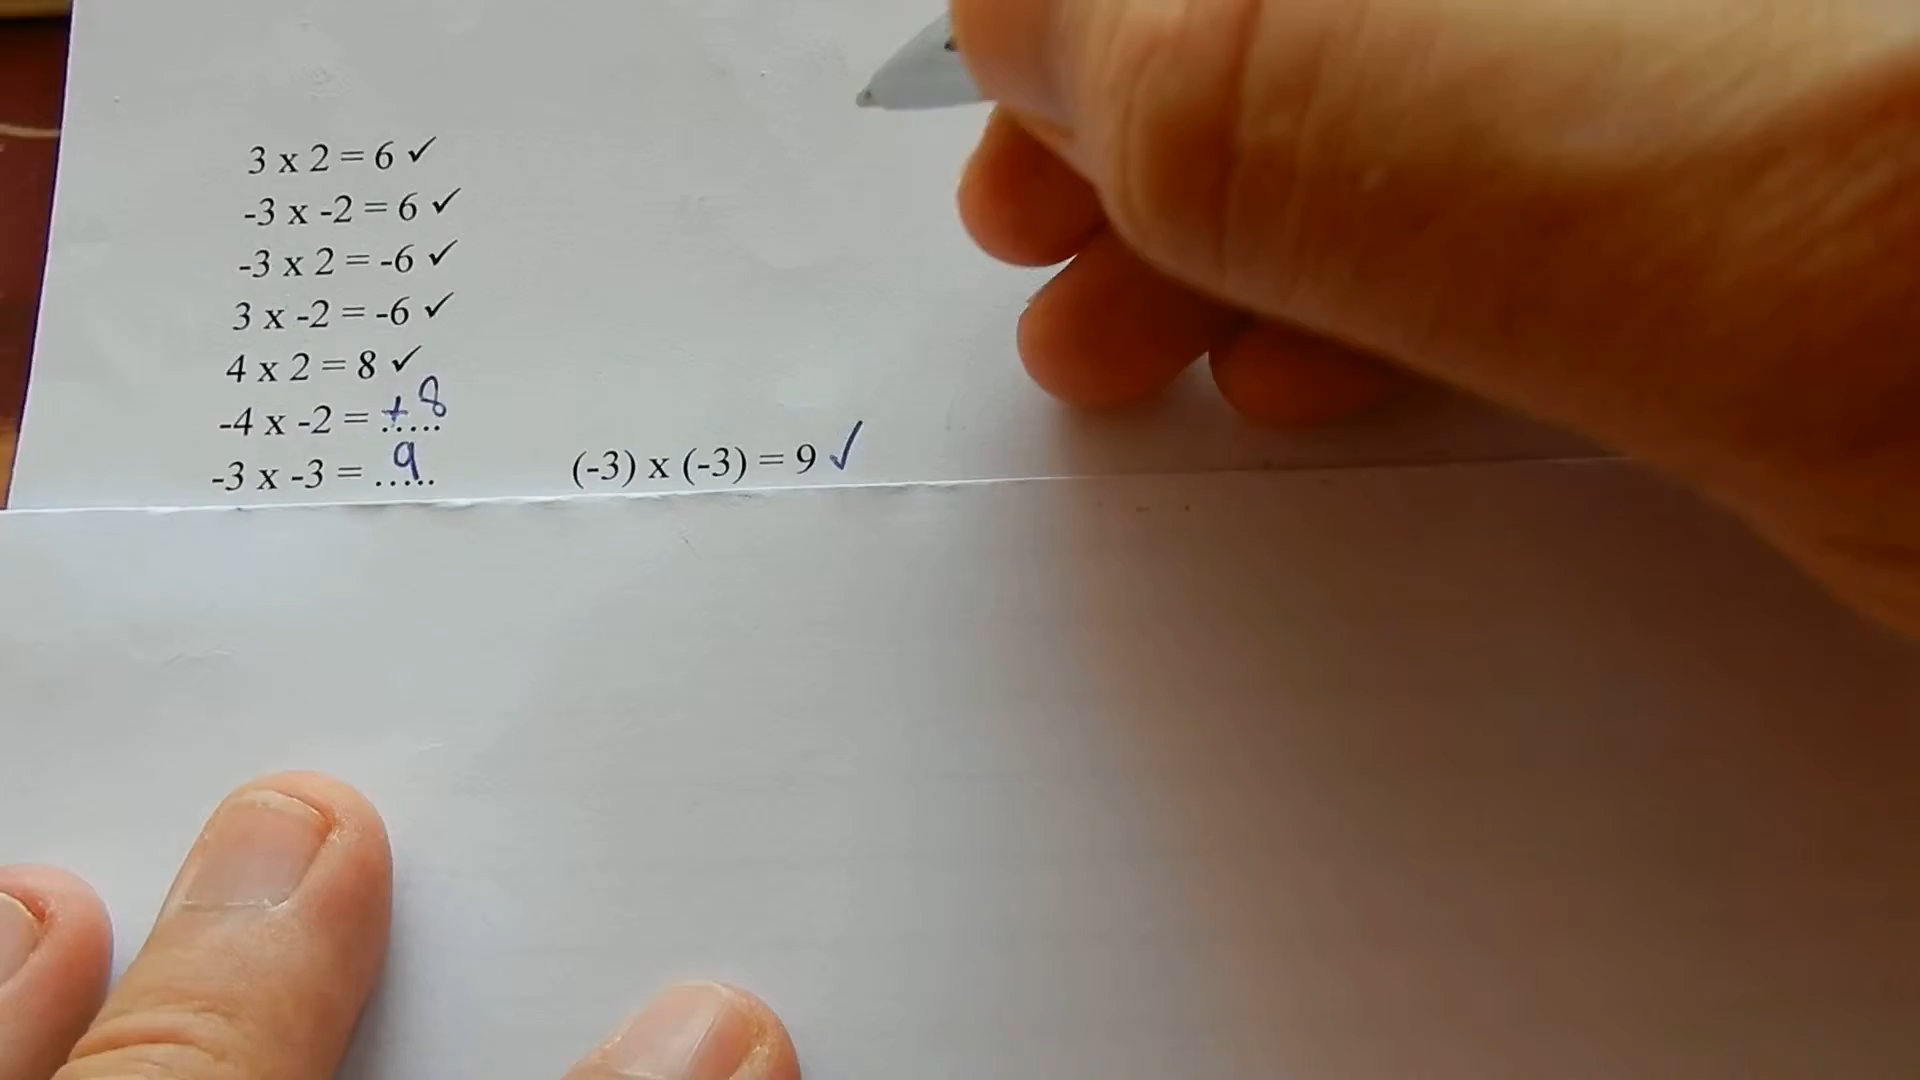 3 x 2 = 6 ✓
-3 x -2 = 6 ✓
-3 x 2 = -6 ✓
3 x -2 = -6 ✓
4 x 2 = 8 ✓
-4 x -2 = +8
-3 x -3 = 9 (-3) x (-3) = 9 ✓